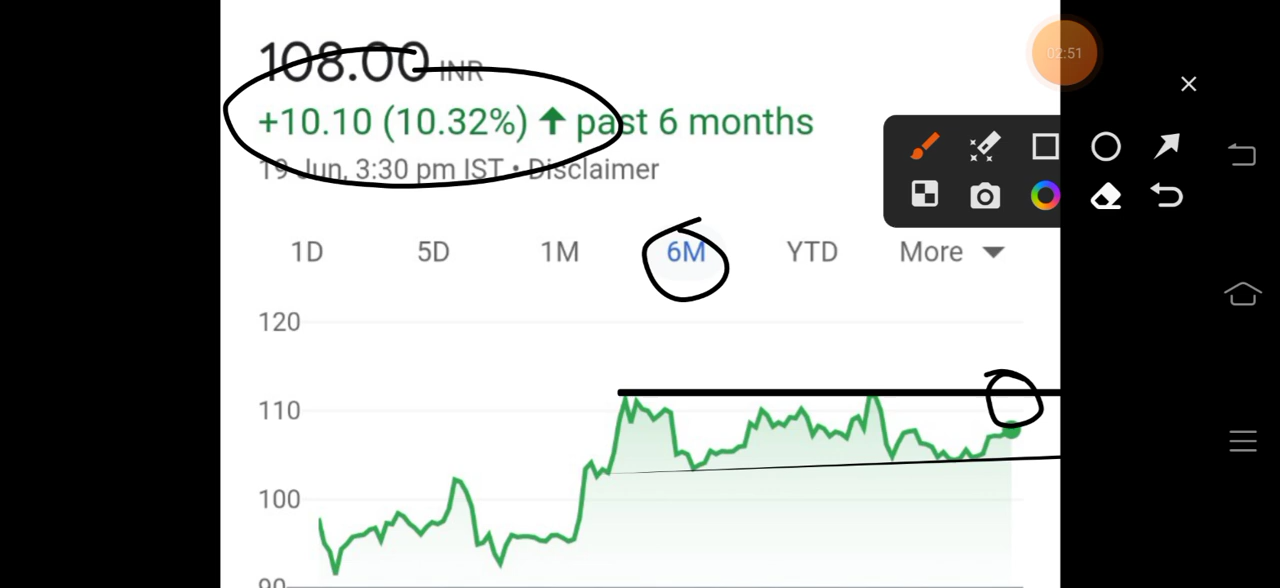 108.00 INR
+10.10 (10.32%) ↑ past 6 months
19 Jun, 3:30 pm IST • Disclaimer
02:51
1D 5D 1M 6M YTD More
120
110
100
90